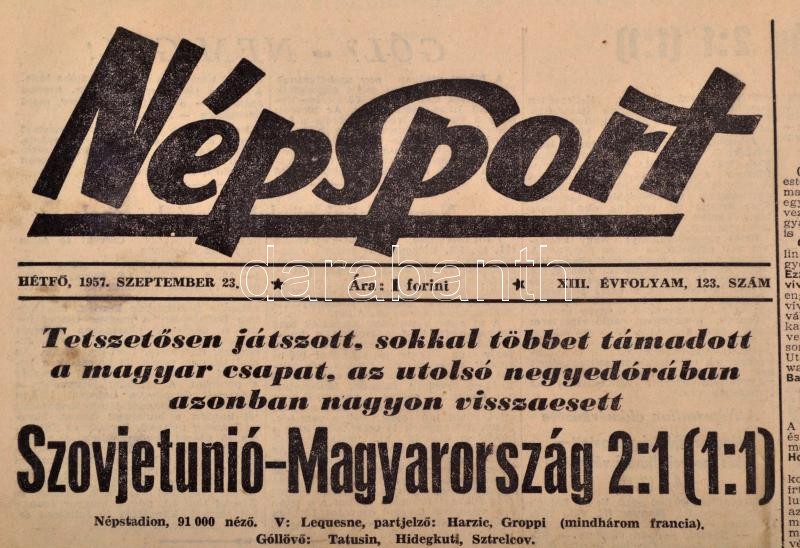 NépSport
HÉTFŐ, 1957. SZEPTEMBER 23. ★ Ára: 1 forint ★ XIII. ÉVFOLYAM, 123. SZÁM
darabanth
Tetszetősen játszott, sokkal többet támadott
a magyar csapat, az utolsó negyedórában
azonban nagyon visszaesett
Szovjetunió–Magyarország 2:1 (1:1)
Népstadion, 91 000 néző. V: Lequesne, partjelző: Harzic, Groppi (mindhárom francia).
Góllövő: Tatusin, Hidegkuti, Sztrelcov.